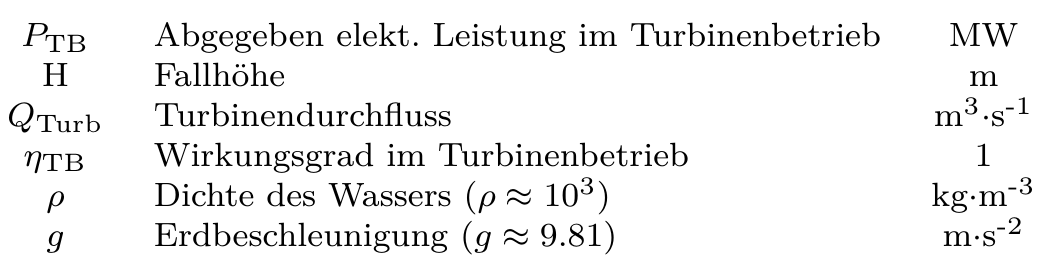 P_TB Abgegeben elekt. Leistung im Turbinenbetrieb MW
H Fallhöhe m
Q_Turb Turbinendurchfluss m³·s⁻¹
η_TB Wirkungsgrad im Turbinenbetrieb 1
ρ Dichte des Wassers (ρ ≈ 10³) kg·m⁻³
g Erdbeschleunigung (g ≈ 9.81) m·s⁻²